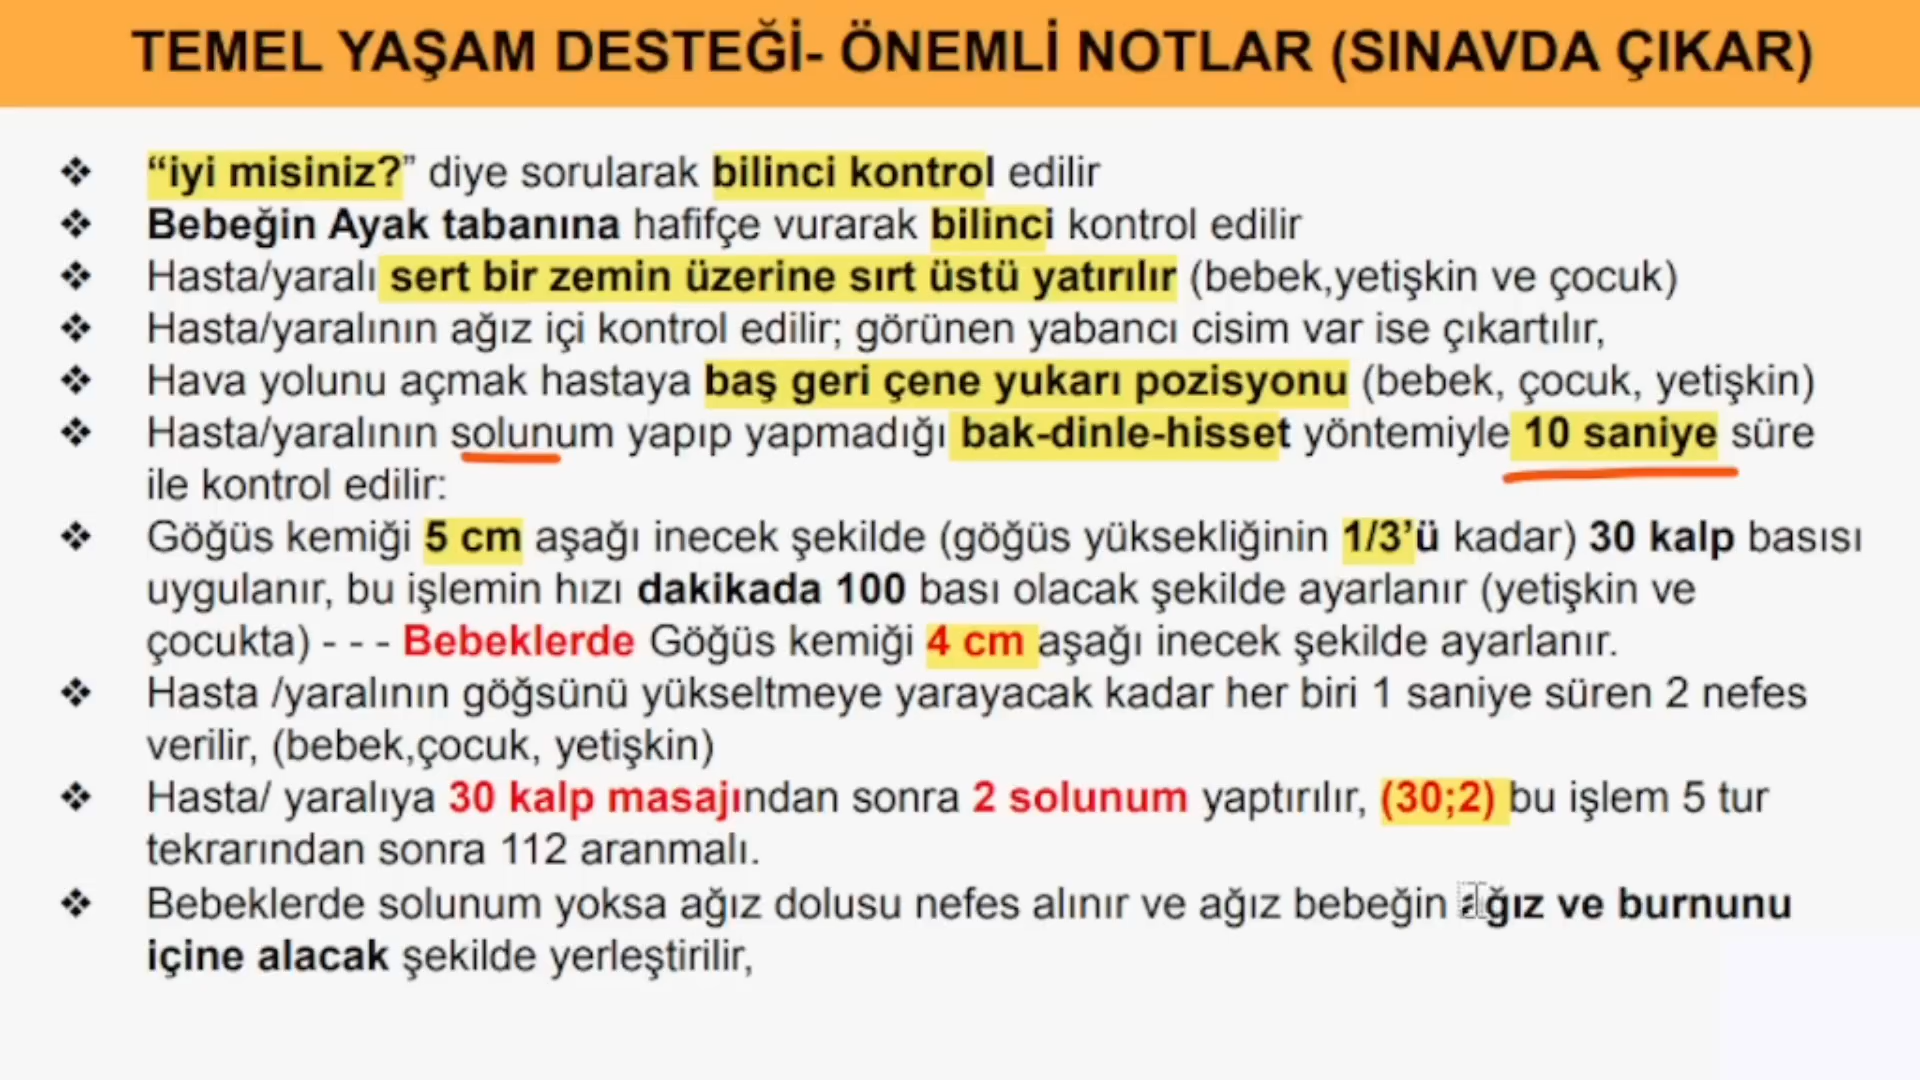 TEMEL YAŞAM DESTEĞİ- ÖNEMLİ NOTLAR (SINAVDA ÇIKAR)
❖ “iyi misiniz?” diye sorularak bilinci kontrol edilir
❖ Bebeğin Ayak tabanına hafifçe vurarak bilinci kontrol edilir
❖ Hasta/yaralı sert bir zemin üzerine sırt üstü yatırılır (bebek,yetişkin ve çocuk)
❖ Hasta/yaralının ağız içi kontrol edilir; görünen yabancı cisim var ise çıkartılır,
❖ Hava yolunu açmak hastaya baş geri çene yukarı pozisyonu (bebek, çocuk, yetişkin)
❖ Hasta/yaralının solunum yapıp yapmadığı bak-dinle-hisset yöntemiyle 10 saniye süre
ile kontrol edilir:
❖ Göğüs kemiği 5 cm aşağı inecek şekilde (göğüs yüksekliğinin 1/3’ü kadar) 30 kalp basısı
uygulanır, bu işlemin hızı dakikada 100 bası olacak şekilde ayarlanır (yetişkin ve
çocukta) - - - Bebeklerde Göğüs kemiği 4 cm aşağı inecek şekilde ayarlanır.
❖ Hasta /yaralının göğsünü yükseltmeye yarayacak kadar her biri 1 saniye süren 2 nefes
verilir, (bebek,çocuk, yetişkin)
❖ Hasta/ yaralıya 30 kalp masajından sonra 2 solunum yaptırılır, (30;2) bu işlem 5 tur
tekrarından sonra 112 aranmalı.
❖ Bebeklerde solunum yoksa ağız dolusu nefes alınır ve ağız bebeğin ağız ve burnunu
içine alacak şekilde yerleştirilir,